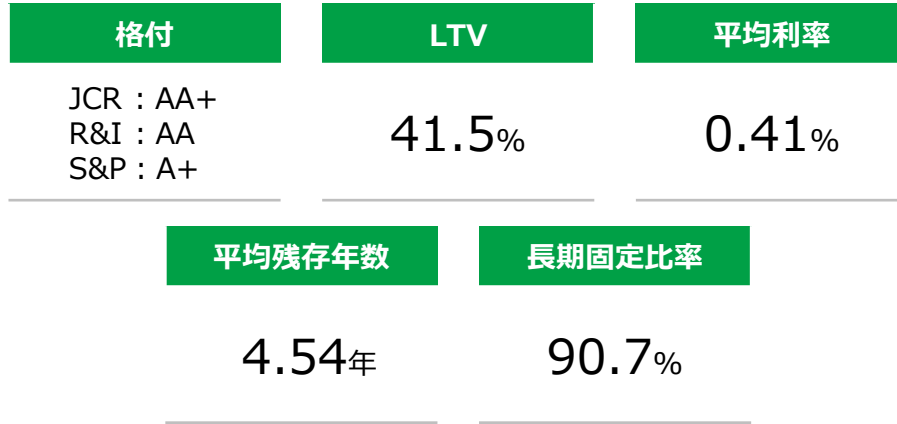 格付
JCR：AA+
R&I：AA
S&P：A+
LTV
41.5%
平均利率
0.41%
平均残存年数
4.54年
長期固定比率
90.7%